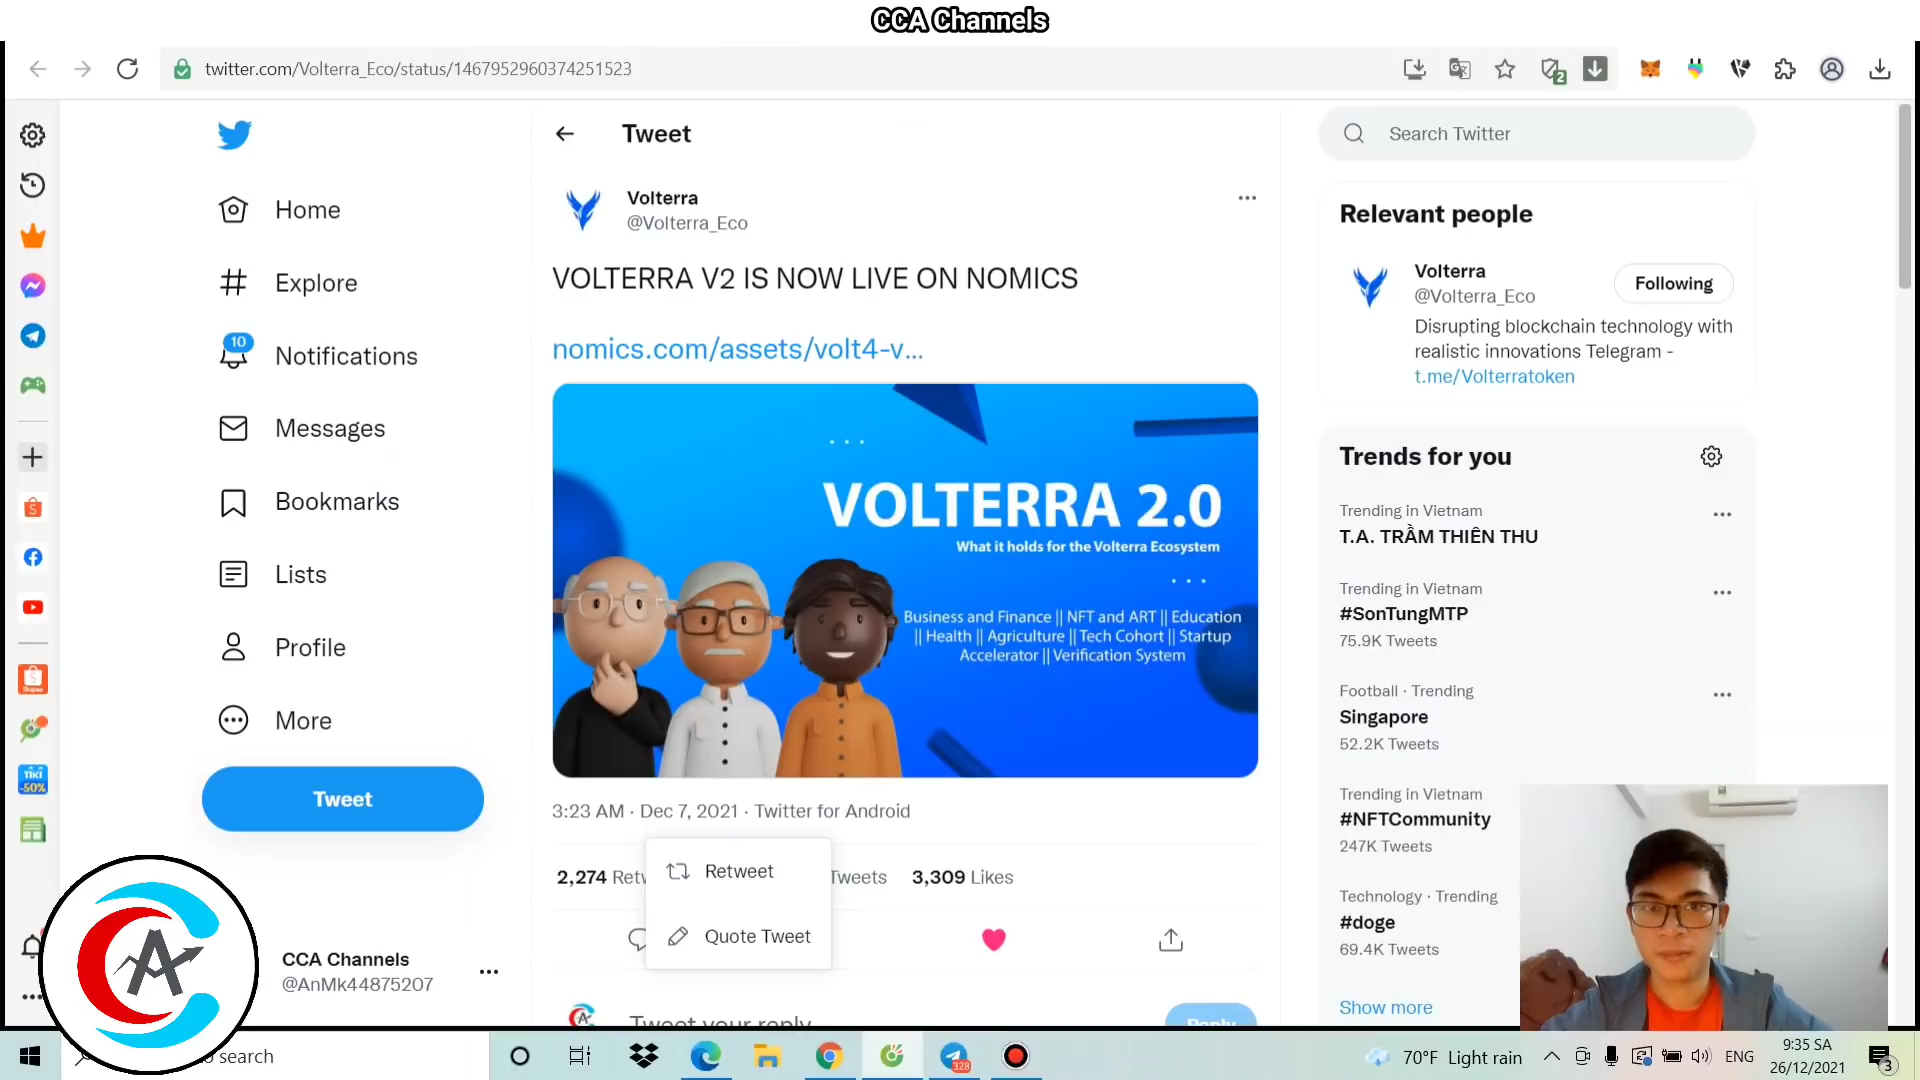 CCA Channels
twitter.com/Volterra_Eco/status/1467952960374251523
2
Tweet
Search Twitter
Home
Explore
10
Notifications
Messages
Bookmarks
Lists
Profile
More
Tweet
CCA Channels
@AnMk44875207
Volterra
@Volterra_Eco
VOLTERRA V2 IS NOW LIVE ON NOMICS
nomics.com/assets/volt4-v...
VOLTERRA 2.0
What it holds for the Volterra Ecosystem
Business and Finance || NFT and ART || Education
|| Health || Agriculture || Tech Cohort || Startup
Accelerator || Verification System
3:23 AM · Dec 7, 2021 · Twitter for Android
2,274 Retw
Tweets
3,309 Likes
Retweet
Quote Tweet
Tweet your reply
Reply
Relevant people
Volterra
@Volterra_Eco
Following
Disrupting blockchain technology with
realistic innovations Telegram -
t.me/Volterratoken
Trends for you
Trending in Vietnam
T.A. TRẦM THIÊN THU
Trending in Vietnam
#SonTungMTP
75.9K Tweets
Football · Trending
Singapore
52.2K Tweets
Trending in Vietnam
#NFTCommunity
247K Tweets
Technology · Trending
#doge
69.4K Tweets
Show more
TIKI
-50%
CA
search
328
70°F Light rain
ENG
9:35 SA
26/12/2021
3